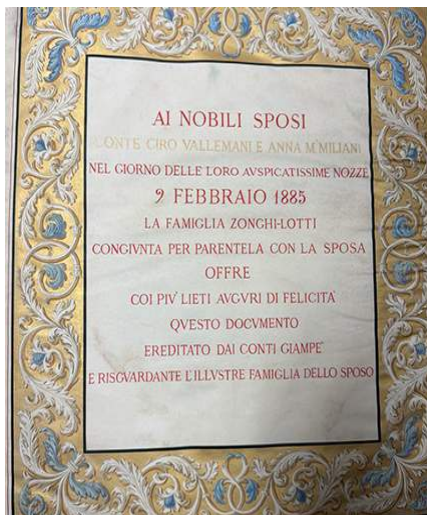 AI NOBILI SPOSI
CONTE CIRO VALLEMANI E ANNA M.ª MILIANI
NEL GIORNO DELLE LORO AVSPICATISSIME NOZZE
9 FEBBRAIO 1885
LA FAMIGLIA ZONGHI-LOTTI
CONGIVNTA PER PARENTELA CON LA SPOSA
OFFRE
COI PIV' LIETI AVGVRI DI FELICITA'
QVESTO DOCVMENTO
EREDITATO DAI CONTI GIAMPE'
E RISGVARDANTE L'ILLVSTRE FAMIGLIA DELLO SPOSO